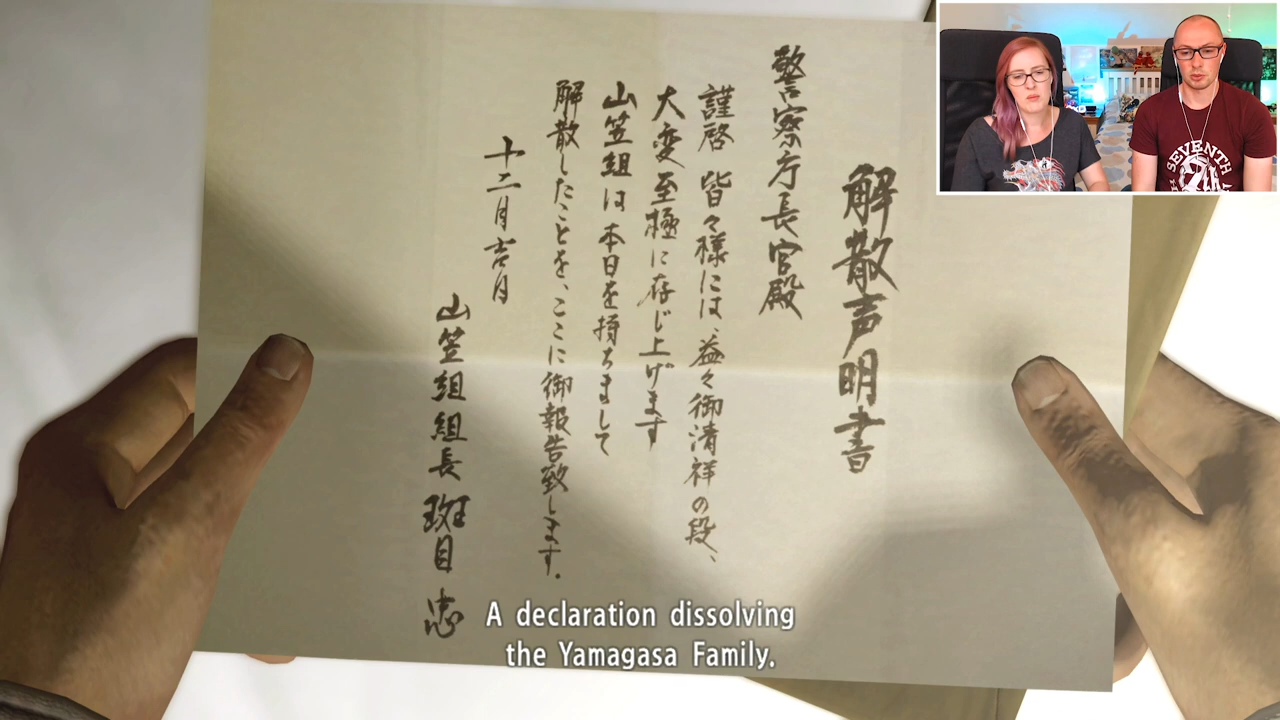 解散声明書
警察庁長官殿
謹啓 皆々様には、益々御清祥の段、
大変至極に存じ上げます
山笠組は本日を持ちまして
解散したことを、ここに御報告致します.
十二月吉日
山笠組組長 斑目 忠
A declaration dissolving
the Yamagasa Family.
SEVENTH